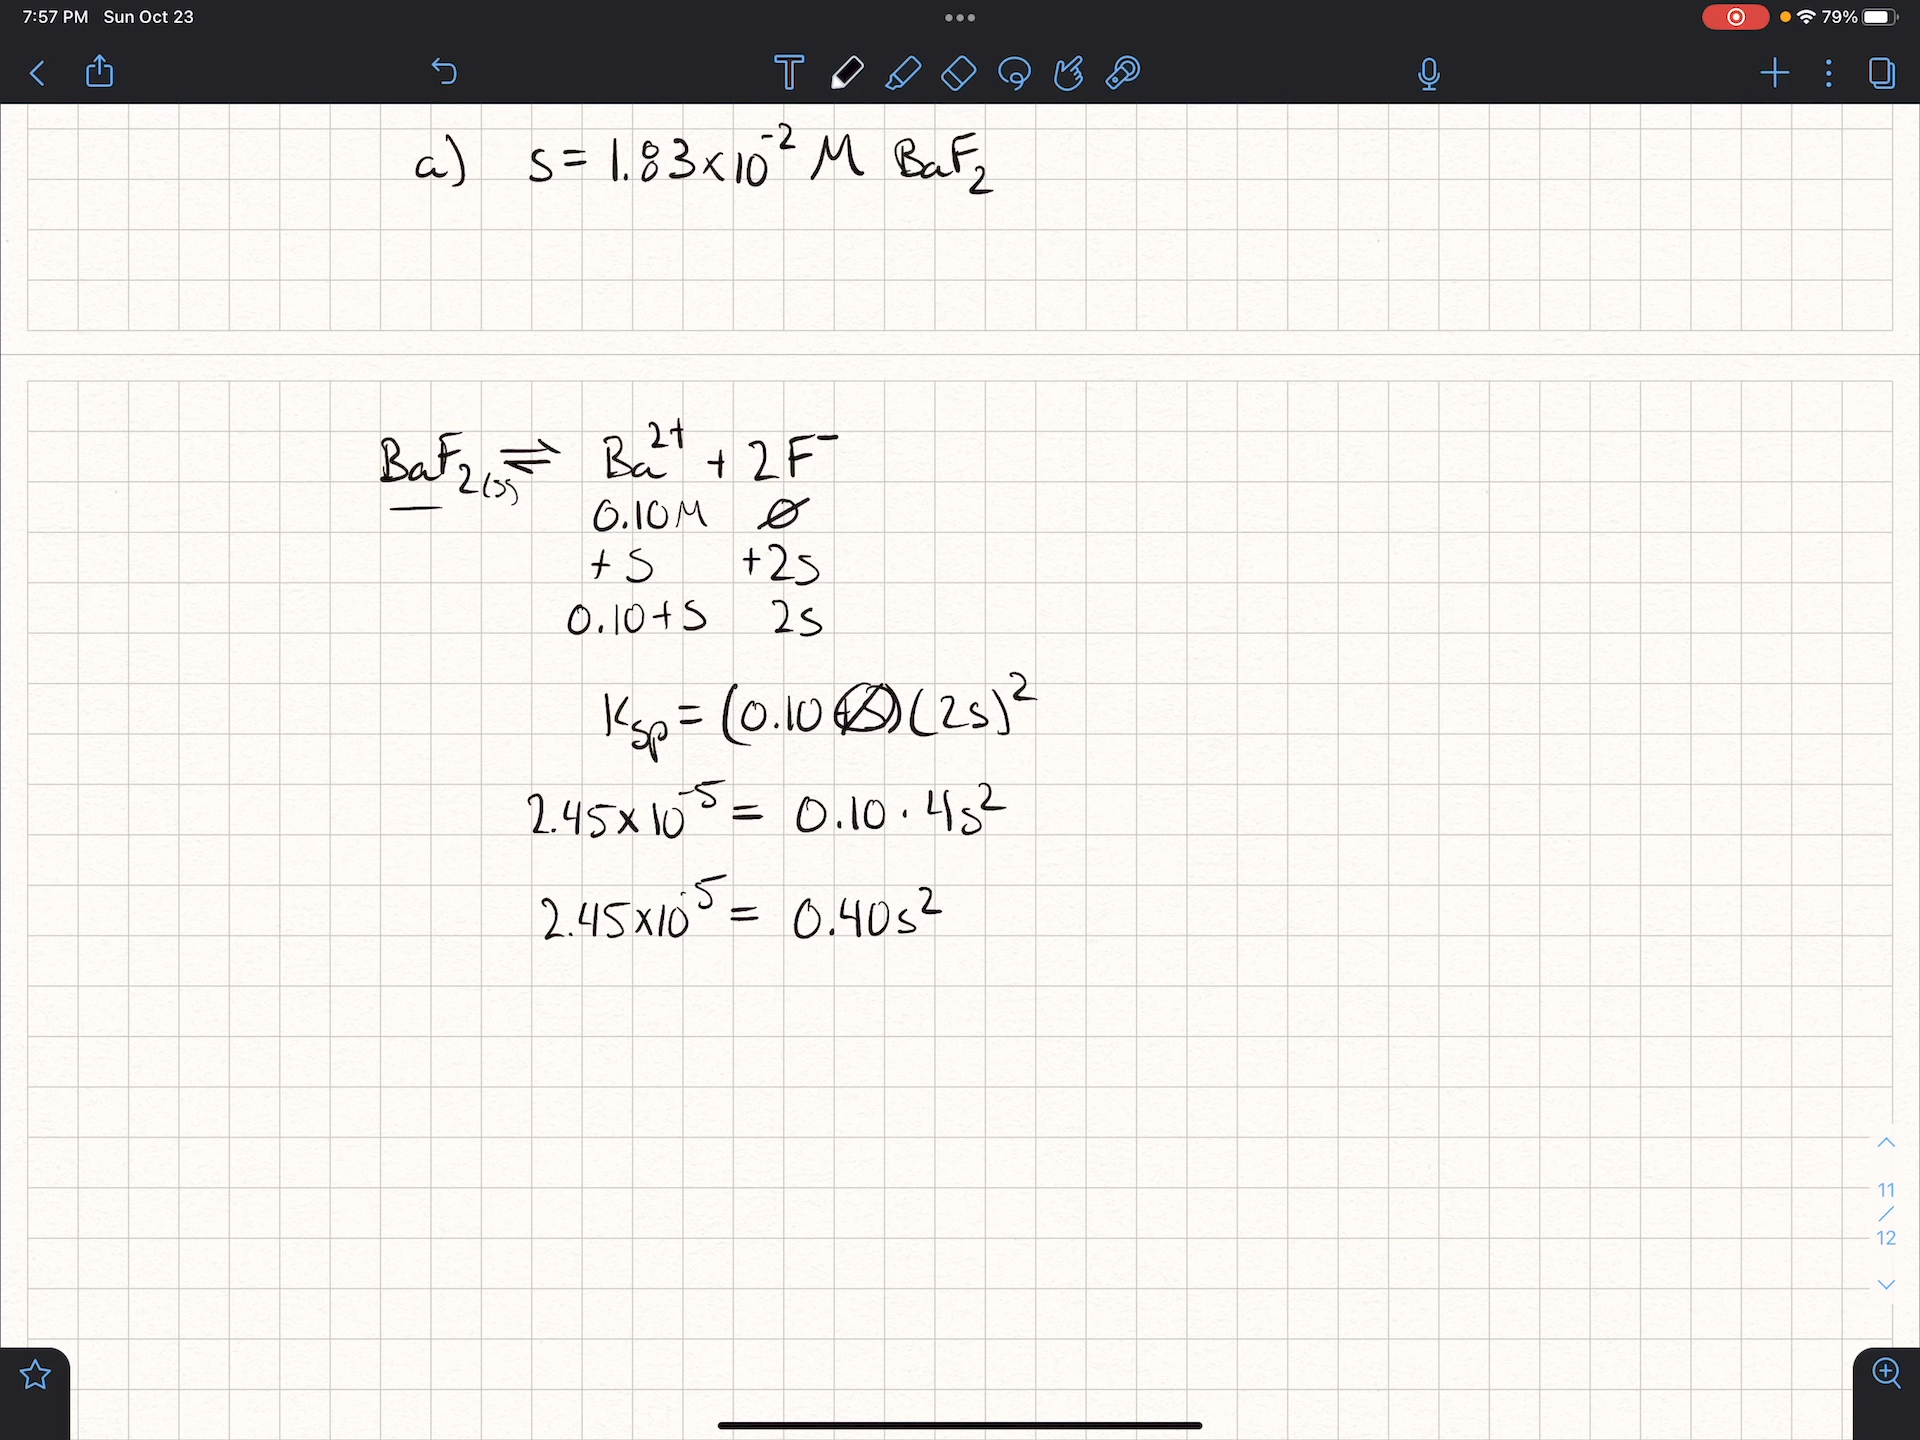 7:57 PM Sun Oct 23
79%
a) s = 1.83×10⁻² M BaF₂
BaF₂(s) ⇌ Ba²⁺ + 2F⁻
0.10M ∅
+S +2s
0.10+S 2s
Ksp = (0.10+S)(2s)²
2.45×10⁻⁵ = 0.10 · 4s²
2.45×10⁻⁵ = 0.40s²
11
/
12